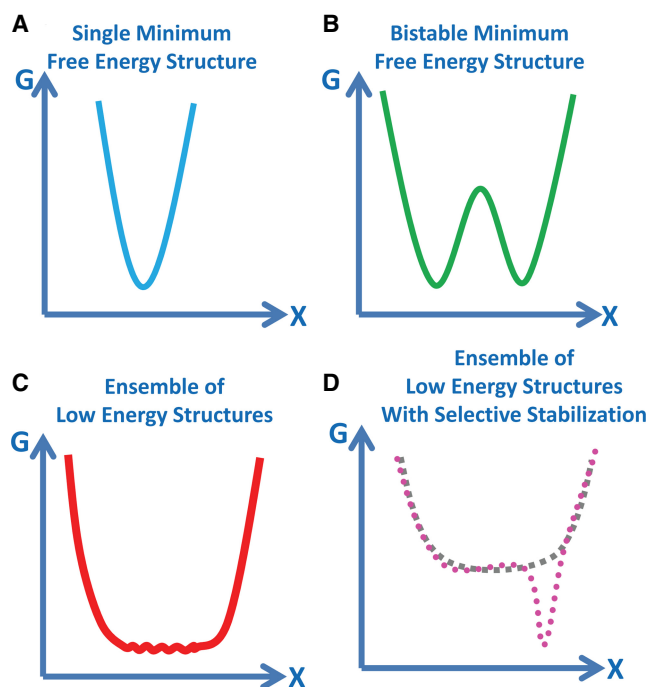 A
Single Minimum
Free Energy Structure
G
X
B
Bistable Minimum
Free Energy Structure
G
X
C
Ensemble of
Low Energy Structures
G
X
D
Ensemble of
Low Energy Structures
With Selective Stabilization
G
X